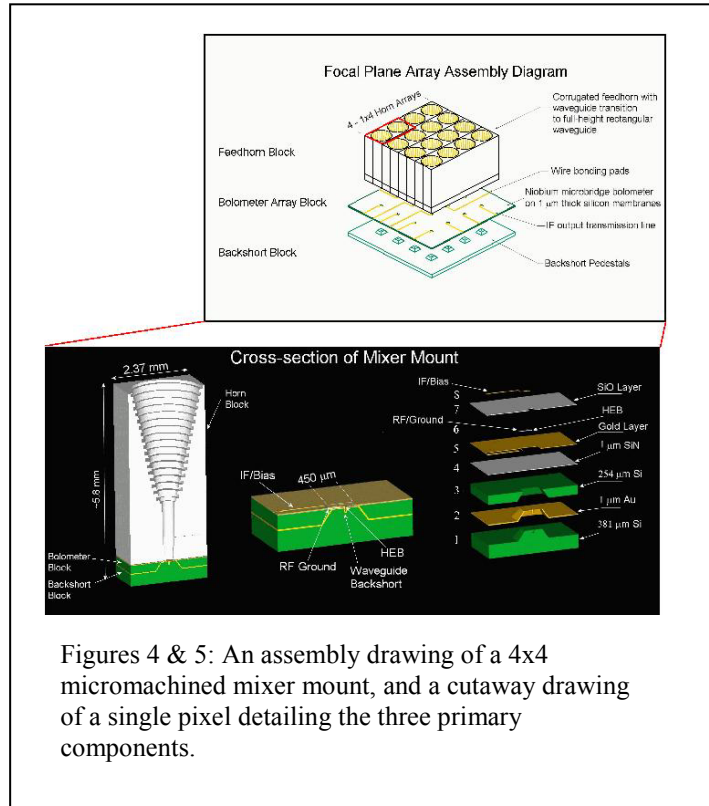 Focal Plane Array Assembly Diagram
4 - 1x4 Horn Arrays
Corrugated feedhorn with
waveguide transition
to full-height rectangular
waveguide
Feedhorn Block
Wire bonding pads
Niobium microbridge bolometer
on 1 μm thick silicon membranes
Bolometer Array Block
IF output transmission line
Backshort Block
Backshort Pedestals
Cross-section of Mixer Mount
2.37 mm
Horn
Block
~5.8 mm
Bolometer
Block
Backshort
Block
IF/Bias
450 μm
RF Ground
Waveguide
Backshort
HEB
IF/Bias
8
SiO Layer
7
RF/Ground
HEB
6
Gold Layer
5
1 μm SiN
4
254 μm Si
3
1 μm Au
2
381 μm Si
1
Figures 4 & 5: An assembly drawing of a 4x4
micromachined mixer mount, and a cutaway drawing
of a single pixel detailing the three primary
components.